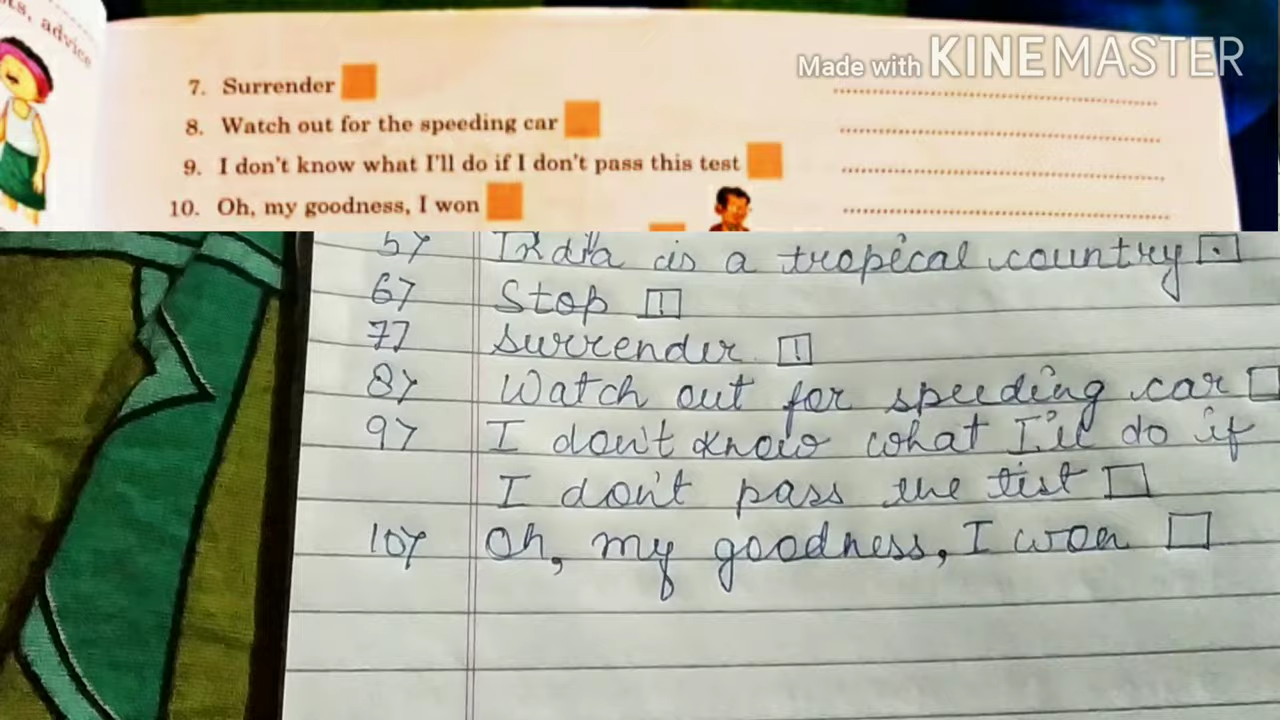 ts, advice
Made with KINEMASTER
7. Surrender
8. Watch out for the speeding car
9. I don't know what I'll do if I don't pass this test
10. Oh, my goodness, I won
5) India is a tropical country .
6) Stop !
7) Surrender !
8) Watch out for speeding car
9) I don't know what I'll do if
I don't pass the test
10) Oh, my goodness, I won